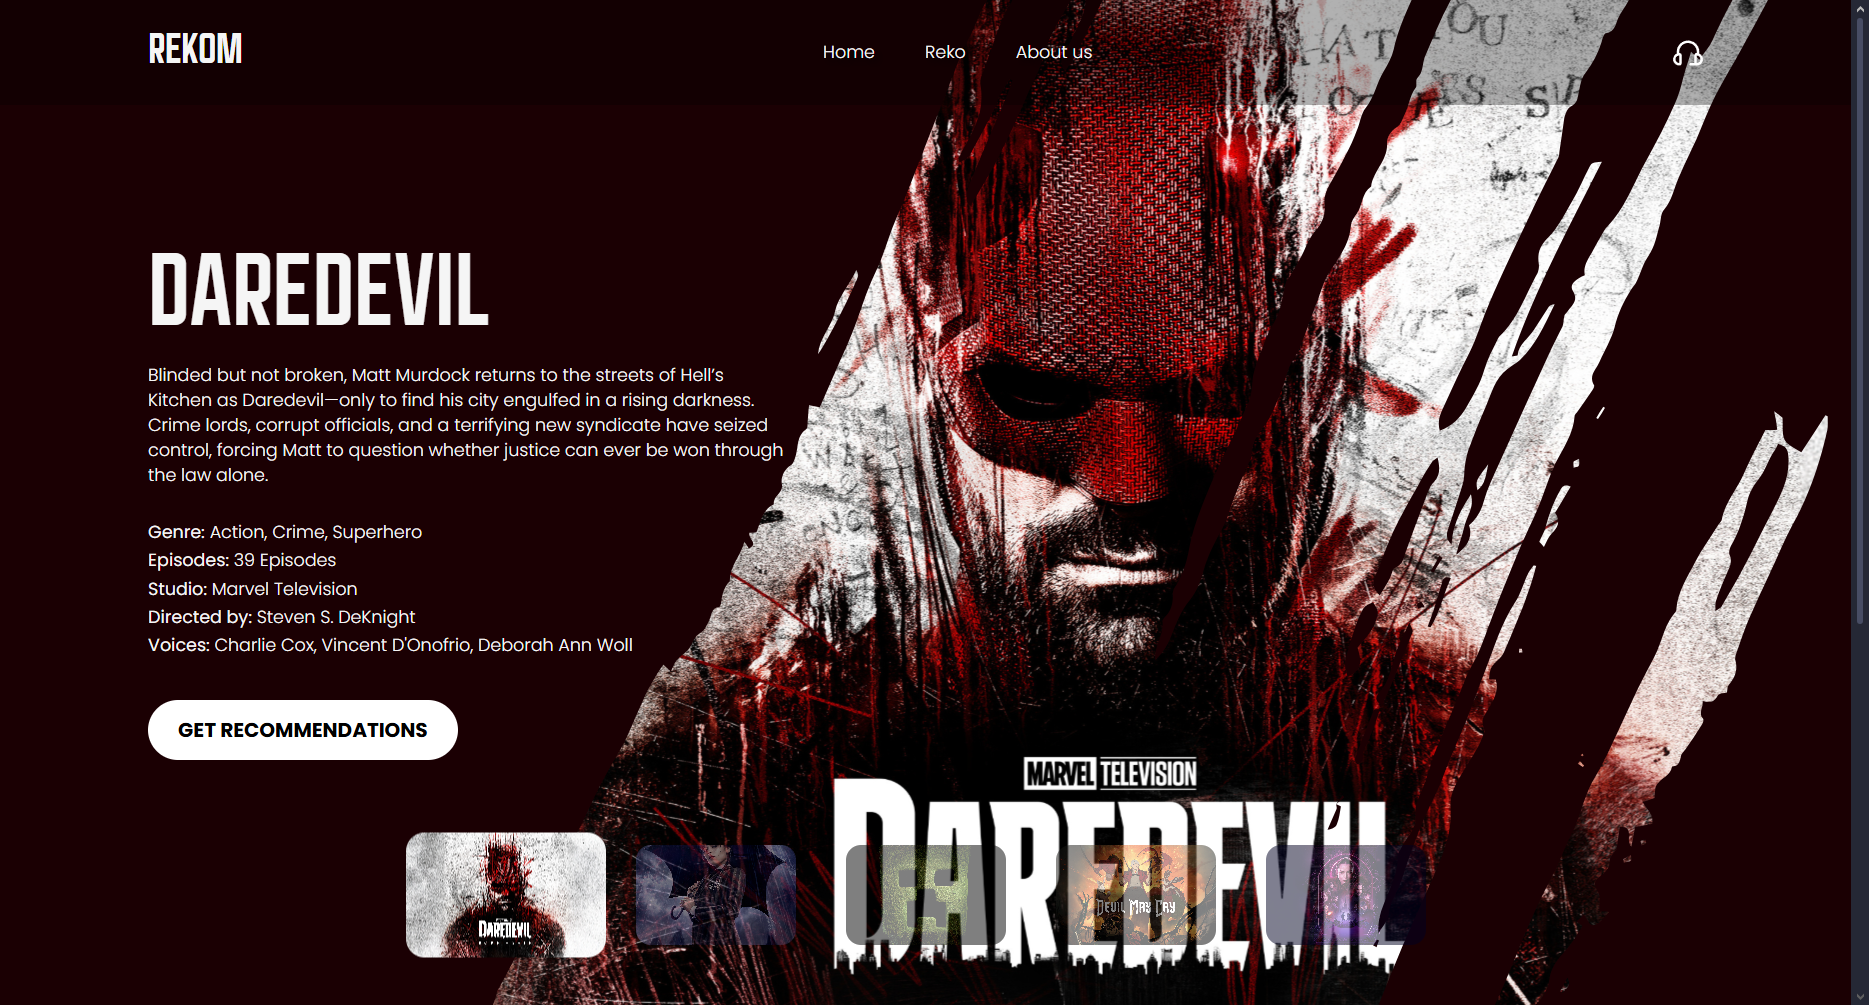 REKOM
Home
Reko
About us
DAREDEVIL
Blinded but not broken, Matt Murdock returns to the streets of Hell’s
Kitchen as Daredevil—only to find his city engulfed in a rising darkness.
Crime lords, corrupt officials, and a terrifying new syndicate have seized
control, forcing Matt to question whether justice can ever be won through
the law alone.
Genre: Action, Crime, Superhero
Episodes: 39 Episodes
Studio: Marvel Television
Directed by: Steven S. DeKnight
Voices: Charlie Cox, Vincent D'Onofrio, Deborah Ann Woll
GET RECOMMENDATIONS
MARVEL TELEVISION
DAREDEVIL
DAREDEVIL
DEVIL MAY CRY